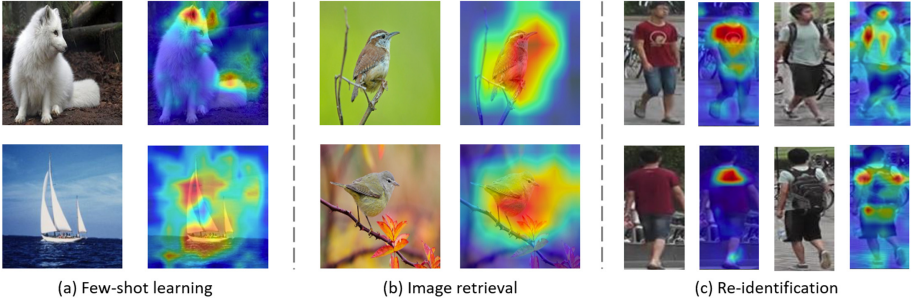 (a) Few-shot learning
(b) Image retrieval
(c) Re-identification